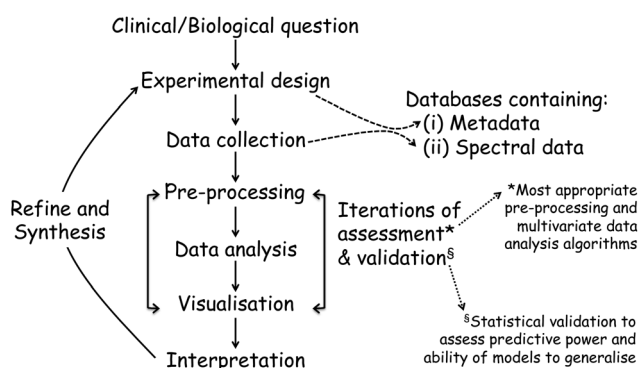 Clinical/Biological question
Experimental design
Data collection
Databases containing:
(i) Metadata
(ii) Spectral data
Pre-processing
Data analysis
Visualisation
Interpretation
Refine and
Synthesis
Iterations of
assessment*
& validation§
*Most appropriate
pre-processing and
multivariate data
analysis algorithms
§Statistical validation to
assess predictive power and
ability of models to generalise